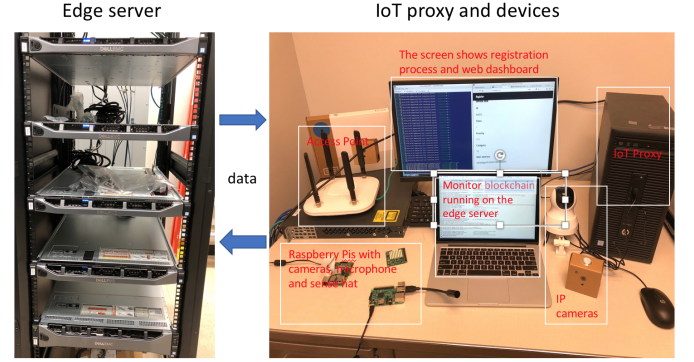 Edge server
IoT proxy and devices
The screen shows registration
process and web dashboard
Access Point
IoT Proxy
data
Monitor blockchain
running on the
edge server
Raspberry Pis with
cameras, microphone
and sense hat
IP
cameras